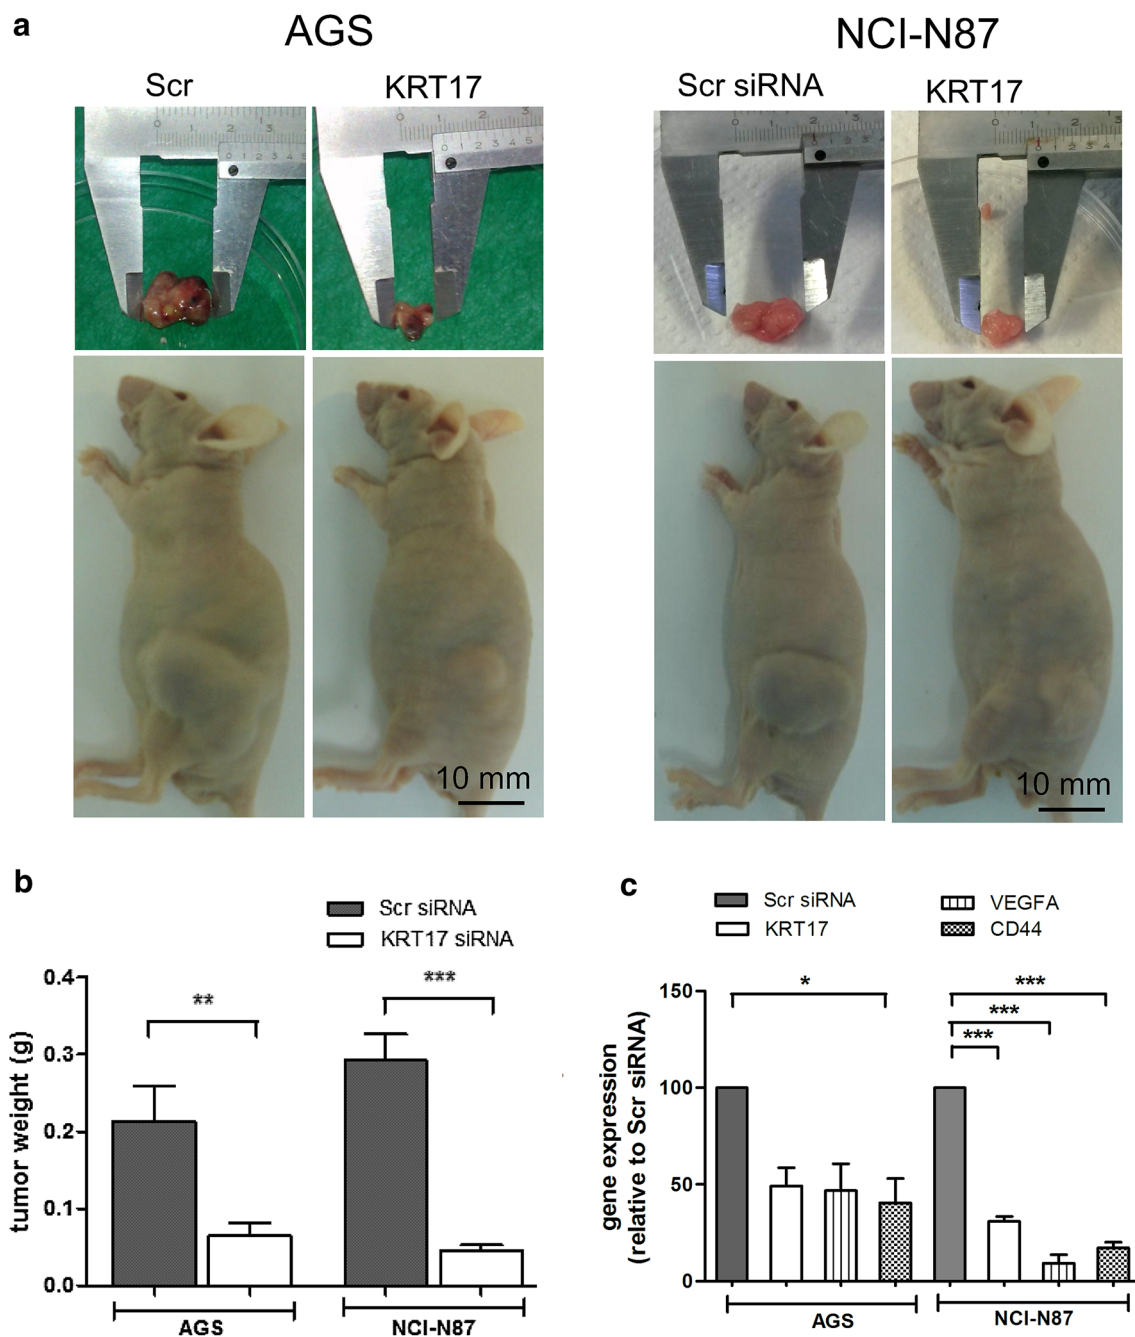 a
AGS
NCI-N87
Scr
KRT17
Scr siRNA
KRT17
10 mm
10 mm
b
Scr siRNA
KRT17 siRNA
tumor weight (g)
0.4
0.3
0.2
0.1
0.0
**
***
AGS
NCI-N87
c
Scr siRNA
VEGFA
KRT17
CD44
gene expression
(relative to Scr siRNA)
150
100
50
0
*
***
***
***
AGS
NCI-N87